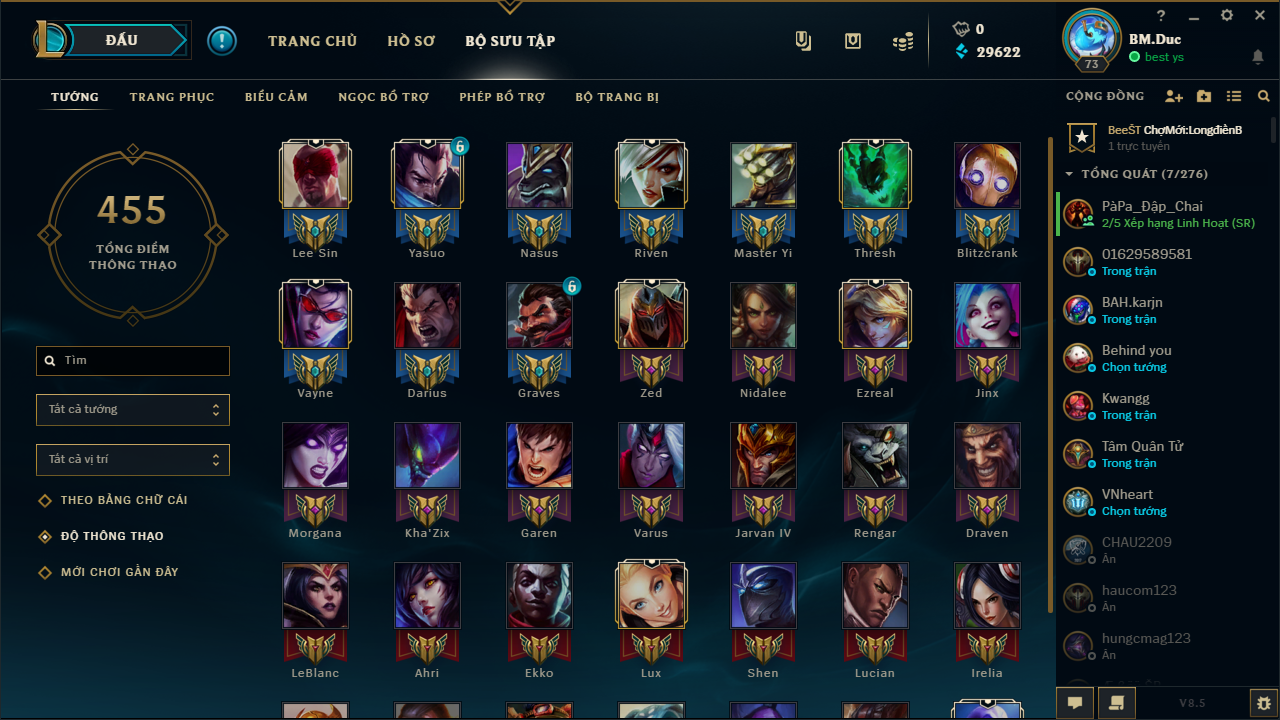 ĐẤU
!
TRANG CHỦ
HỒ SƠ
BỘ SƯU TẬP
0
29622
73
BM.Duc
best ys
?
TƯỚNG
TRANG PHỤC
BIỂU CẢM
NGỌC BỔ TRỢ
PHÉP BỔ TRỢ
BỘ TRANG BỊ
455
TỔNG ĐIỂM
THÔNG THẠO
Tìm
Tất cả tướng
Tất cả vị trí
THEO BẢNG CHỮ CÁI
ĐỘ THÔNG THẠO
MỚI CHƠI GẦN ĐÂY
6
Lee Sin
Yasuo
Nasus
Riven
Master Yi
Thresh
Blitzcrank
6
Vayne
Darius
Graves
Zed
Nidalee
Ezreal
Jinx
Morgana
Kha'Zix
Garen
Varus
Jarvan IV
Rengar
Draven
LeBlanc
Ahri
Ekko
Lux
Shen
Lucian
Irelia
CỘNG ĐỒNG
BeeŠT ChợMới:LongđiềnB
1 trực tuyến
TỔNG QUÁT (7/276)
PàPa_Đập_Chai
2/5 Xếp hạng Linh Hoạt (SR)
01629589581
Trong trận
BAH.karjn
Trong trận
Behind you
Chọn tướng
Kwangg
Trong trận
Tâm Quân Tử
Trong trận
VNheart
Chọn tướng
CHAU2209
Ẩn
haucom123
Ẩn
hungcmag123
Ẩn
V8.5